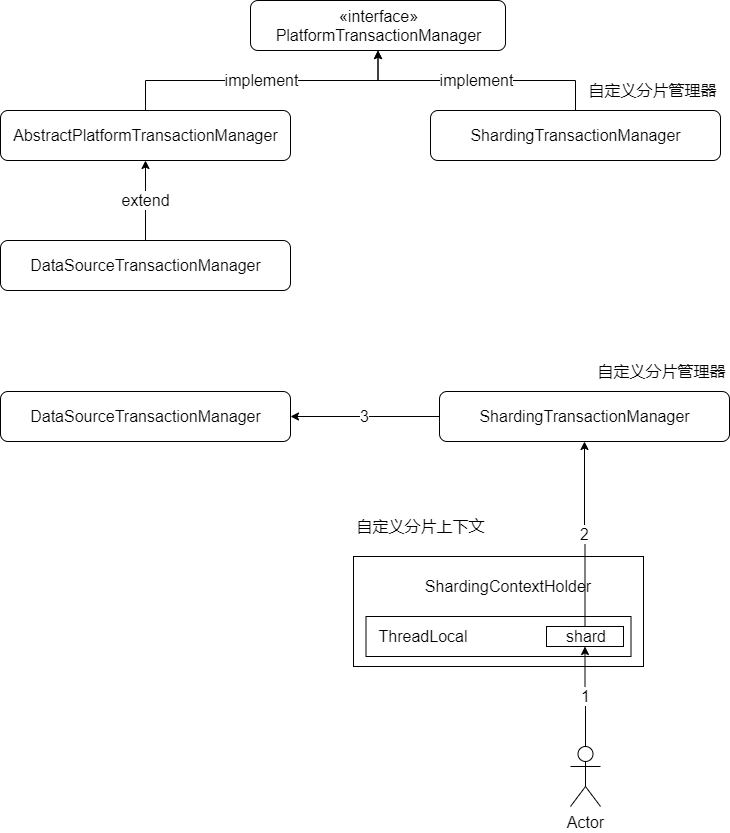 «interface»
PlatformTransactionManager
implement
implement
自定义分片管理器
AbstractPlatformTransactionManager
ShardingTransactionManager
extend
DataSourceTransactionManager
自定义分片管理器
DataSourceTransactionManager
3
ShardingTransactionManager
2
自定义分片上下文
ShardingContextHolder
ThreadLocal
shard
1
Actor